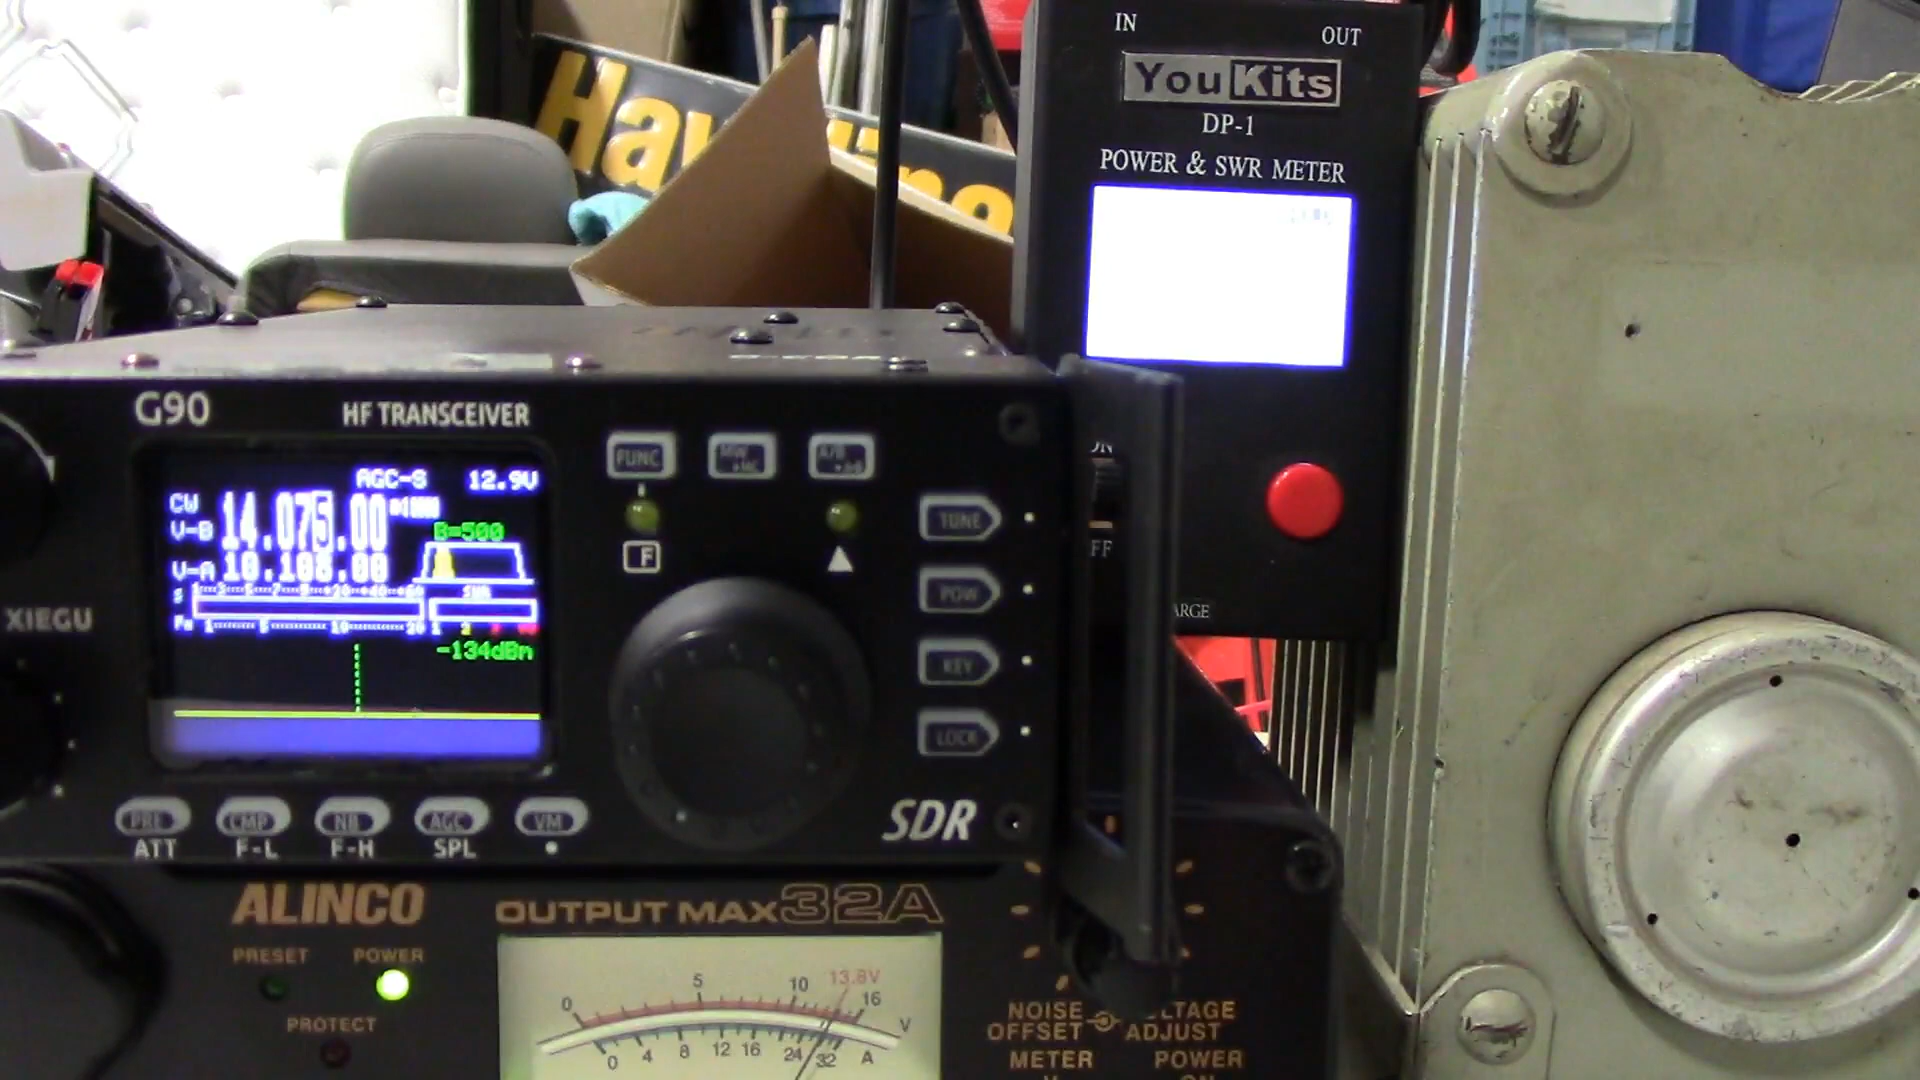 IN
OUT
YouKits
DP-1
POWER & SWR METER
G90
HF TRANSCEIVER
AGC-S 12.9V
CW
14.075.00
V-B
B=500
V-A 10.108.00
S
SWR
-134dBm
FUNC
F
TUNE
POW
KEY
LOCK
XIEGU
SDR
PRE
CMP
NB
AGC
VM
ATT
F-L
F-H
SPL
ALINCO
OUTPUT MAX 32A
PRESET
POWER
PROTECT
0 5 10 13.8V 16 V
0 4 8 12 16 24 32 A
NOISE
OFFSET
ADJUST
METER
POWER